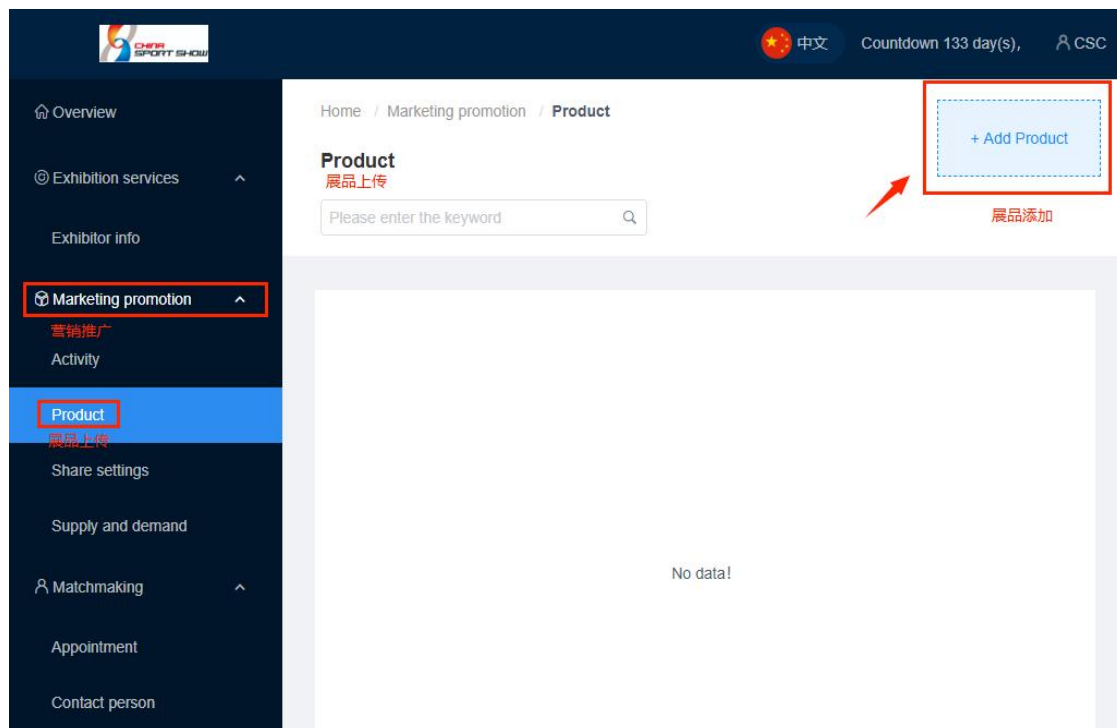 CHINA
SPORT SHOW
中文
Countdown 133 day(s),
CSC
Overview
Exhibition services
Exhibitor info
Marketing promotion
营销推广
Activity
Product
展品上传
Share settings
Supply and demand
Matchmaking
Appointment
Contact person
Home / Marketing promotion / Product
Product
展品上传
Please enter the keyword
+ Add Product
展品添加
No data!